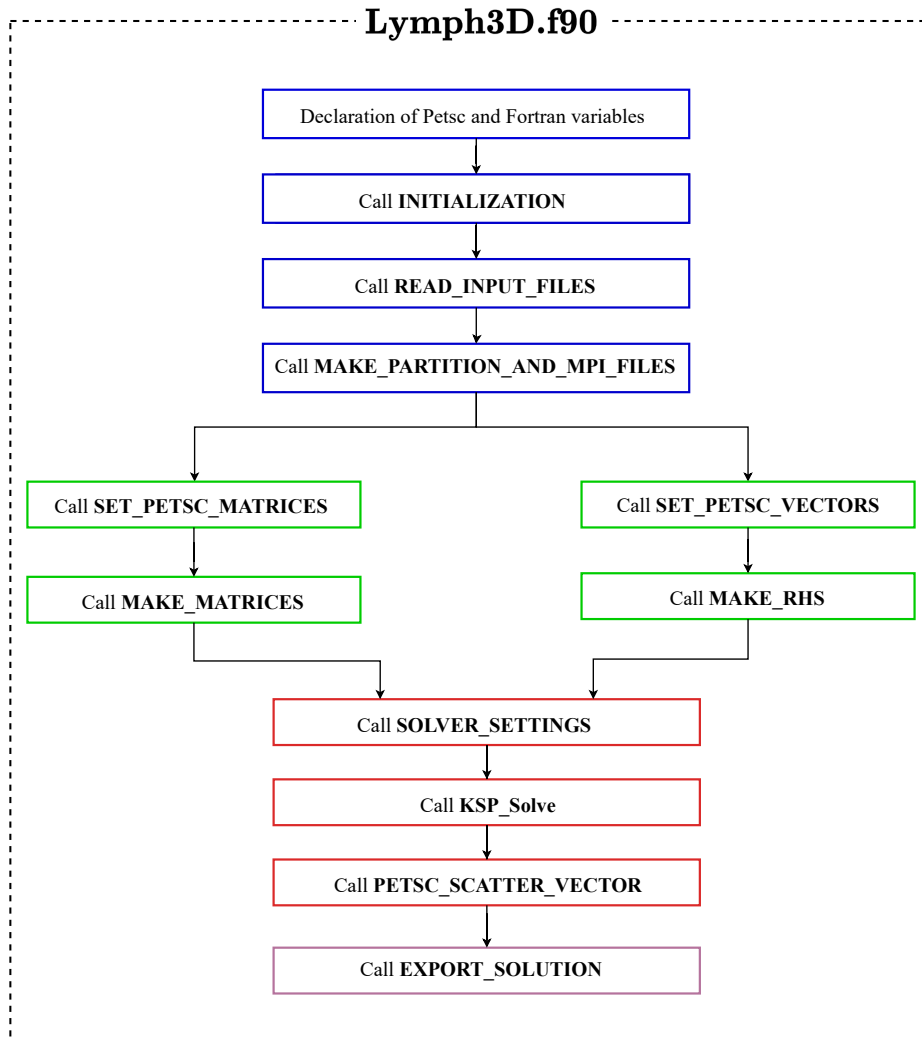 Lymph3D.f90
Declaration of Petsc and Fortran variables
Call INITIALIZATION
Call READ_INPUT_FILES
Call MAKE_PARTITION_AND_MPI_FILES
Call SET_PETSC_MATRICES
Call SET_PETSC_VECTORS
Call MAKE_MATRICES
Call MAKE_RHS
Call SOLVER_SETTINGS
Call KSP_Solve
Call PETSC_SCATTER_VECTOR
Call EXPORT_SOLUTION